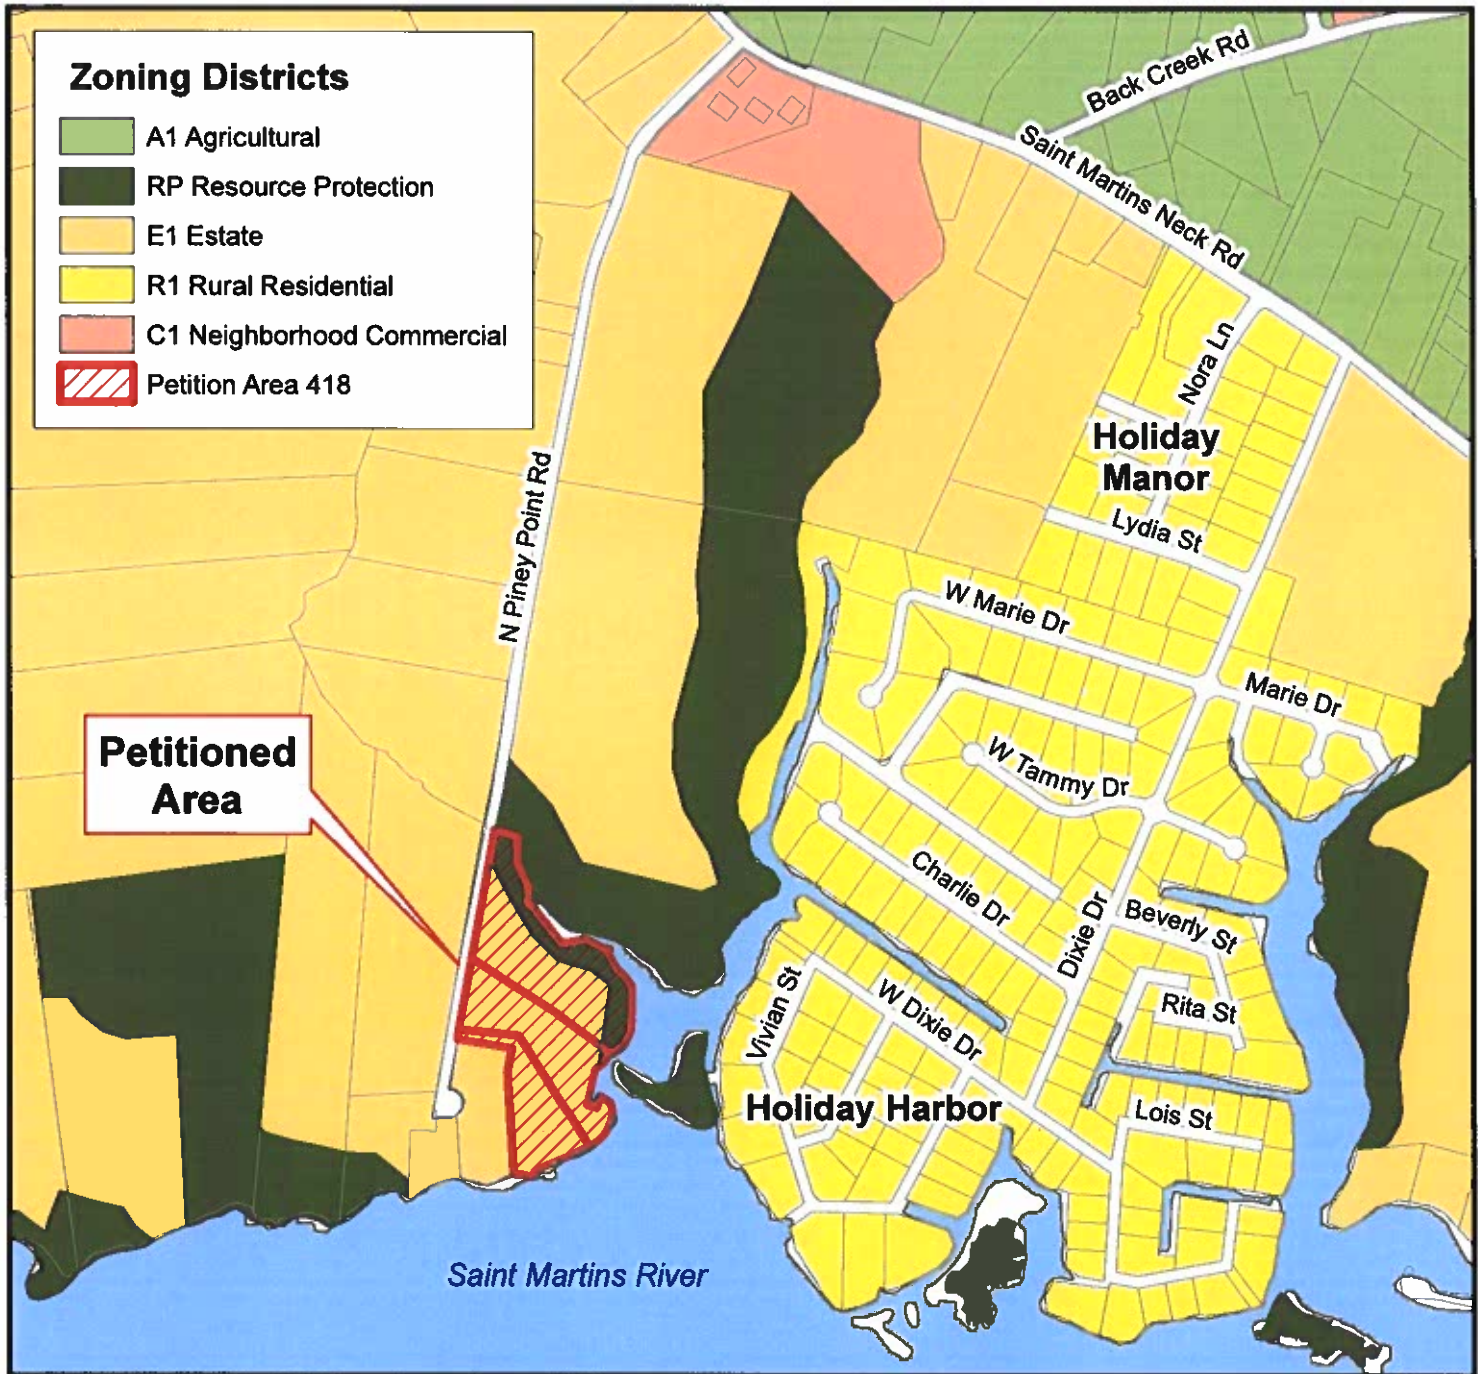 Zoning Districts
A1 Agricultural
RP Resource Protection
E1 Estate
R1 Rural Residential
C1 Neighborhood Commercial
Petition Area 418
Back Creek Rd
Saint Martins Neck Rd
Nora Ln
Holiday
Manor
Lydia St
N Piney Point Rd
W Marie Dr
Marie Dr
Petitioned
Area
W Tammy Dr
Charlie Dr
Dixie Dr
Beverly St
Vivian St
W Dixie Dr
Rita St
Holiday Harbor
Lois St
Saint Martins River